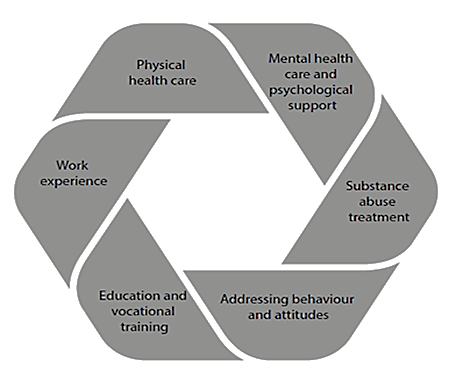 Physical
health care
Mental health
care and
psychological
support
Substance
abuse
treatment
Addressing behaviour
and attitudes
Education and
vocational
training
Work
experience